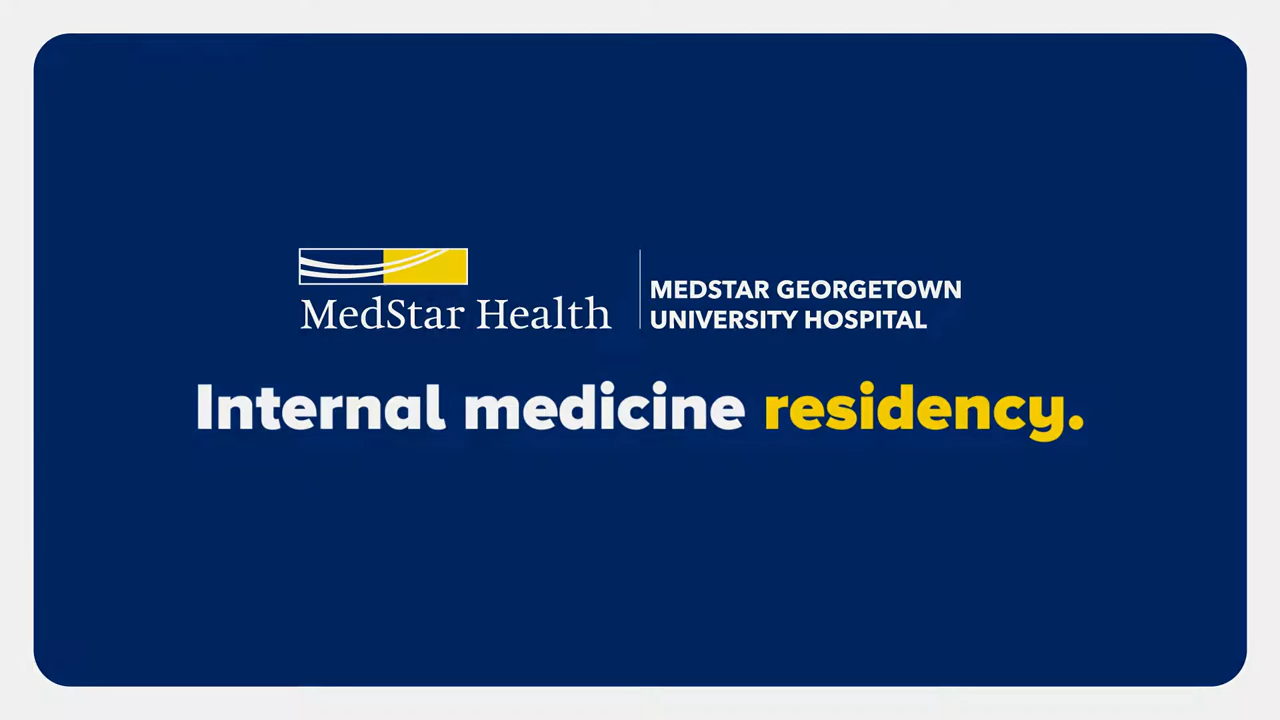 MedStar Health
MEDSTAR GEORGETOWN
UNIVERSITY HOSPITAL
Internal medicine residency.